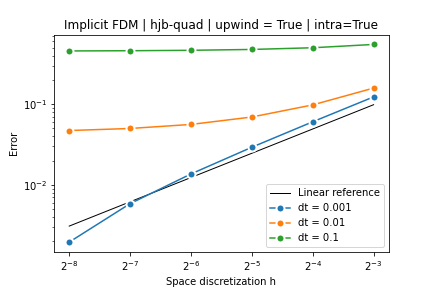 Implicit FDM | hjb-quad | upwind = True | intra=True
Error
10⁻¹
10⁻²
Linear reference
dt = 0.001
dt = 0.01
dt = 0.1
2⁻⁸ 2⁻⁷ 2⁻⁶ 2⁻⁵ 2⁻⁴ 2⁻³
Space discretization h